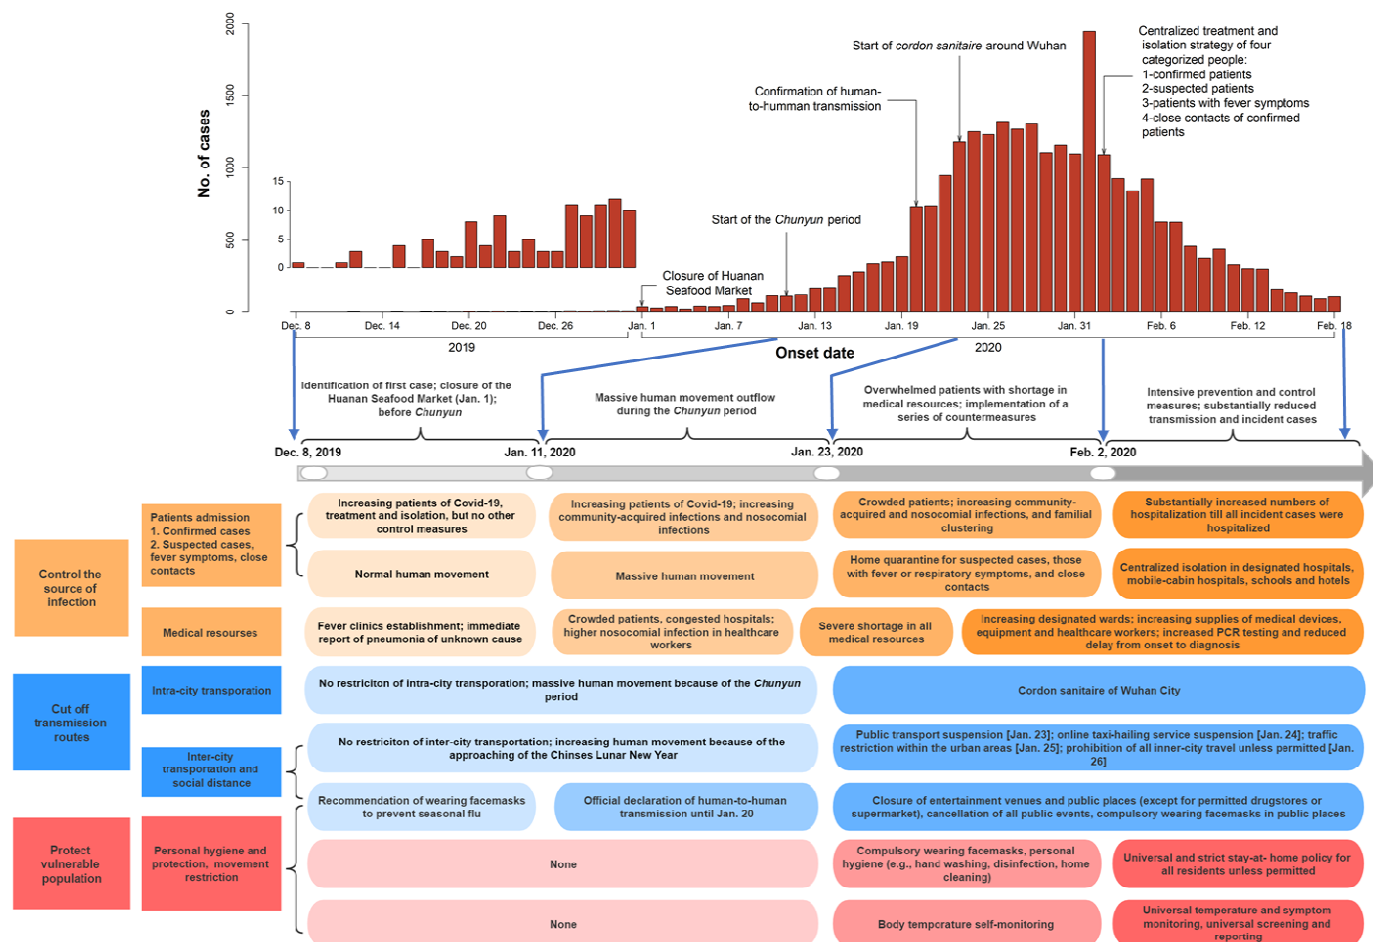 2000
1500
1000
500
0
No. of cases
15
10
5
0
Start of cordon sanitaire around Wuhan
Confirmation of human-
to-humman transmission
Centralized treatment and
isolation strategy of four
categorized people:
1-confirmed patients
2-suspected patients
3-patients with fever symptoms
4-close contacts of confirmed
patients
Start of the Chunyun period
Closure of Huanan
Seafood Market
Dec. 8
Dec. 14
Dec. 20
Dec. 26
Jan. 1
Jan. 7
Jan. 13
Jan. 19
Jan. 25
Jan. 31
Feb. 6
Feb. 12
Feb. 18
2019
Onset date
2020
Identification of first case; closure of the
Huanan Seafood Market (Jan. 1);
before Chunyun
Massive human movement outflow
during the Chunyun period
Overwhelmed patients with shortage in
medical resources; implementation of a
series of countermeasures
Intensive prevention and control
measures; substantially reduced
transmission and incident cases
Dec. 8, 2019
Jan. 11, 2020
Jan. 23, 2020
Feb. 2, 2020
Control the
source of
infection
Patients admission
1. Confirmed cases
2. Suspected cases,
fever symptoms, close
contacts
Increasing patients of Covid-19,
treatment and isolation, but no other
control measures
Increasing patients of Covid-19; increasing
community-acquired infections and nosocomial
infections
Crowded patients; increasing community-
acquired and nosocomial infections, and familial
clustering
Substantially increased numbers of
hospitalization till all incident cases were
hospitalized
Normal human movement
Massive human movement
Home quarantine for suspected cases, those
with fever or respiratory symptoms, and close
contacts
Centralized isolation in designated hospitals,
mobile-cabin hospitals, schools and hotels
Medical resourses
Fever clinics establishment; immediate
report of pneumonia of unknown cause
Crowded patients, congested hospitals;
higher nosocomial infection in healthcare
workers
Severe shortage in all
medical resources
Increasing designated wards; increasing supplies of medical devices,
equipment and healthcare workers; increased PCR testing and reduced
delay from onset to diagnosis
Cut off
transmission
routes
Intra-city transporation
No restriciton of intra-city transporation; massive human movement because of the Chunyun
period
Cordon sanitaire of Wuhan City
Inter-city
transportation and
social distance
No restriciton of inter-city transportation; increasing human movement because of the
approaching of the Chinses Lunar New Year
Public transport suspension [Jan. 23]; online taxi-hailing service suspension [Jan. 24]; traffic
restriction within the urban areas [Jan. 25]; prohibition of all inner-city travel unless permitted [Jan.
26]
Recommendation of wearing facemasks
to prevent seasonal flu
Official declaration of human-to-human
transmission until Jan. 20
Closure of entertainment venues and public places (except for permitted drugstores or
supermarket), cancellation of all public events, compulsory wearing facemasks in public places
Protect
vulnerable
population
Personal hygiene and
protection, movement
restriction
None
Compulsory wearing facemasks, personal
hygiene (e.g., hand washing, disinfection, home
cleaning)
Universal and strict stay-at- home policy for
all residents unless permitted
None
Body temporature self-monitoring
Universal temperature and symptom
monitoring, universal screening and
reporting